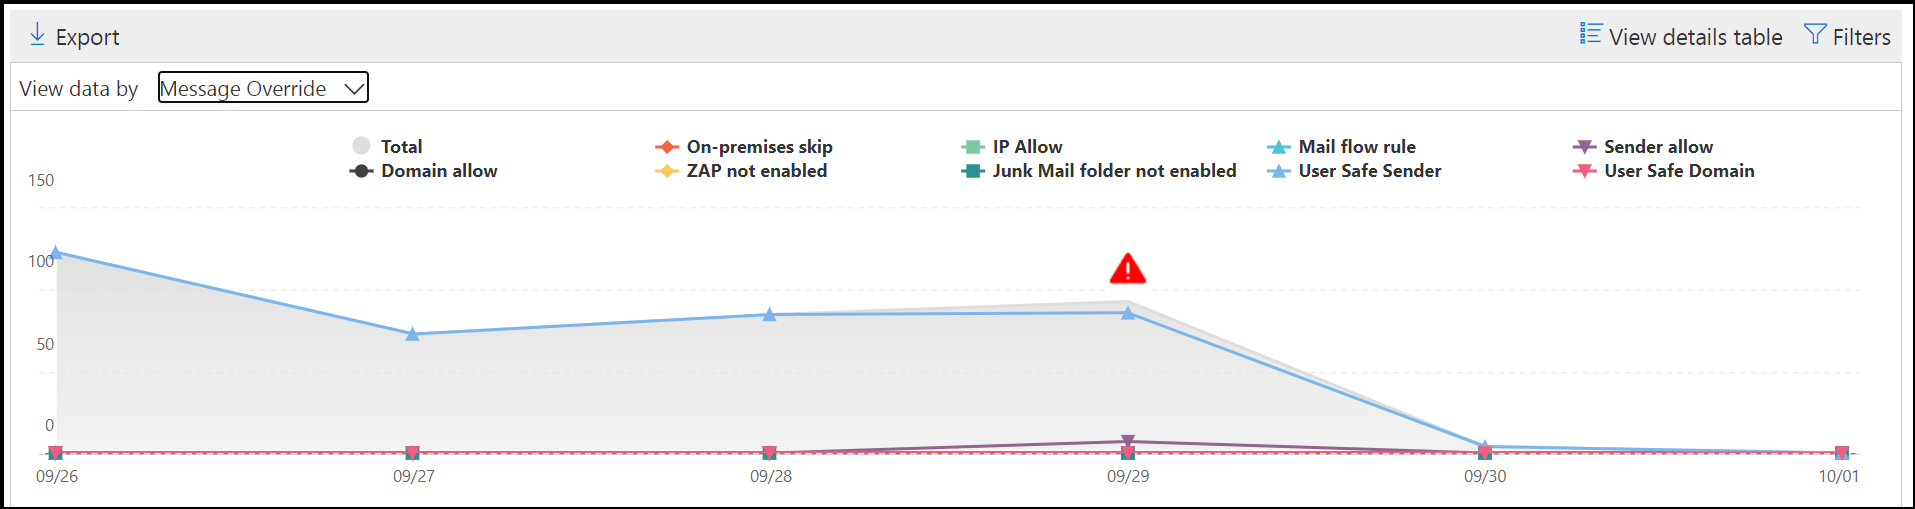 Export View details table Filters
View data by Message Override
Total On-premises skip IP Allow Mail flow rule Sender allow
Domain allow ZAP not enabled Junk Mail folder not enabled User Safe Sender User Safe Domain
150
100
50
0
09/26 09/27 09/28 09/29 09/30 10/01